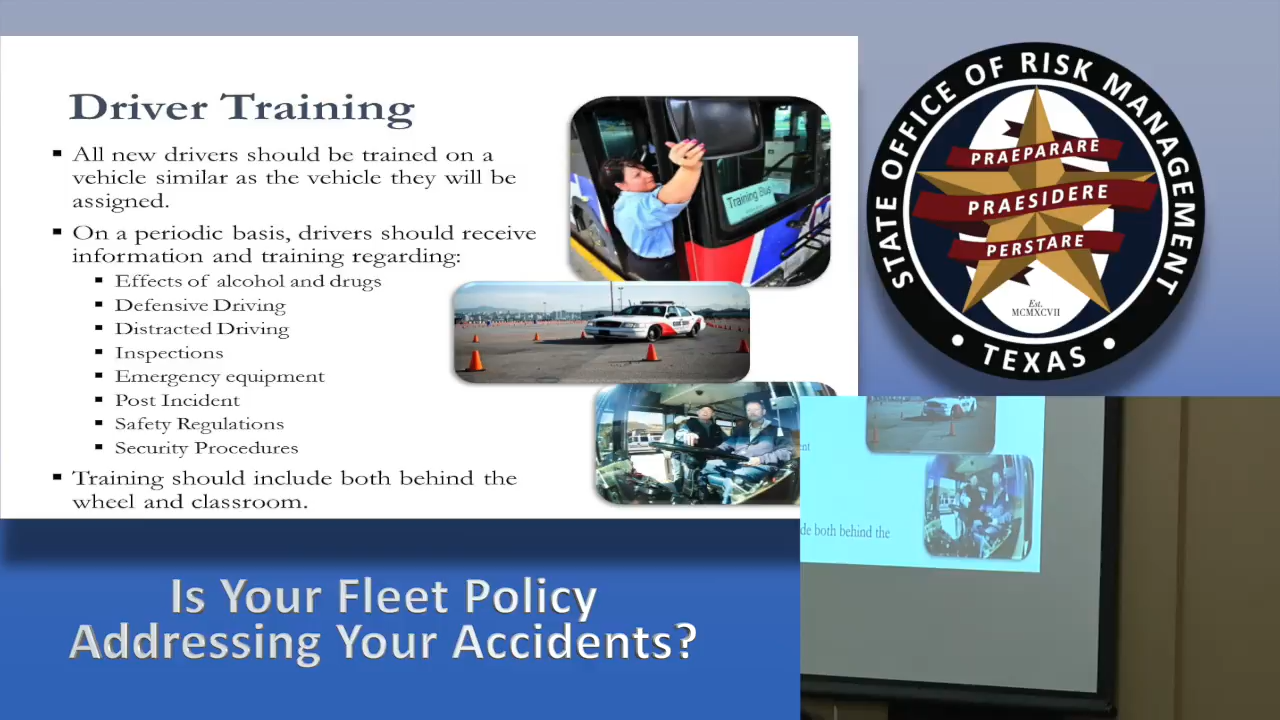 Driver Training
▪ All new drivers should be trained on a
vehicle similar as the vehicle they will be
assigned.
▪ On a periodic basis, drivers should receive
information and training regarding:
▪ Effects of alcohol and drugs
▪ Defensive Driving
▪ Distracted Driving
▪ Inspections
▪ Emergency equipment
▪ Post Incident
▪ Safety Regulations
▪ Security Procedures
▪ Training should include both behind the
wheel and classroom.
Training Bus
STATE OFFICE OF RISK MANAGEMENT
PRAEPARARE
PRAESIDERE
PERSTARE
Est.
MCMXCVII
• TEXAS •
de both behind the
Is Your Fleet Policy
Addressing Your Accidents?